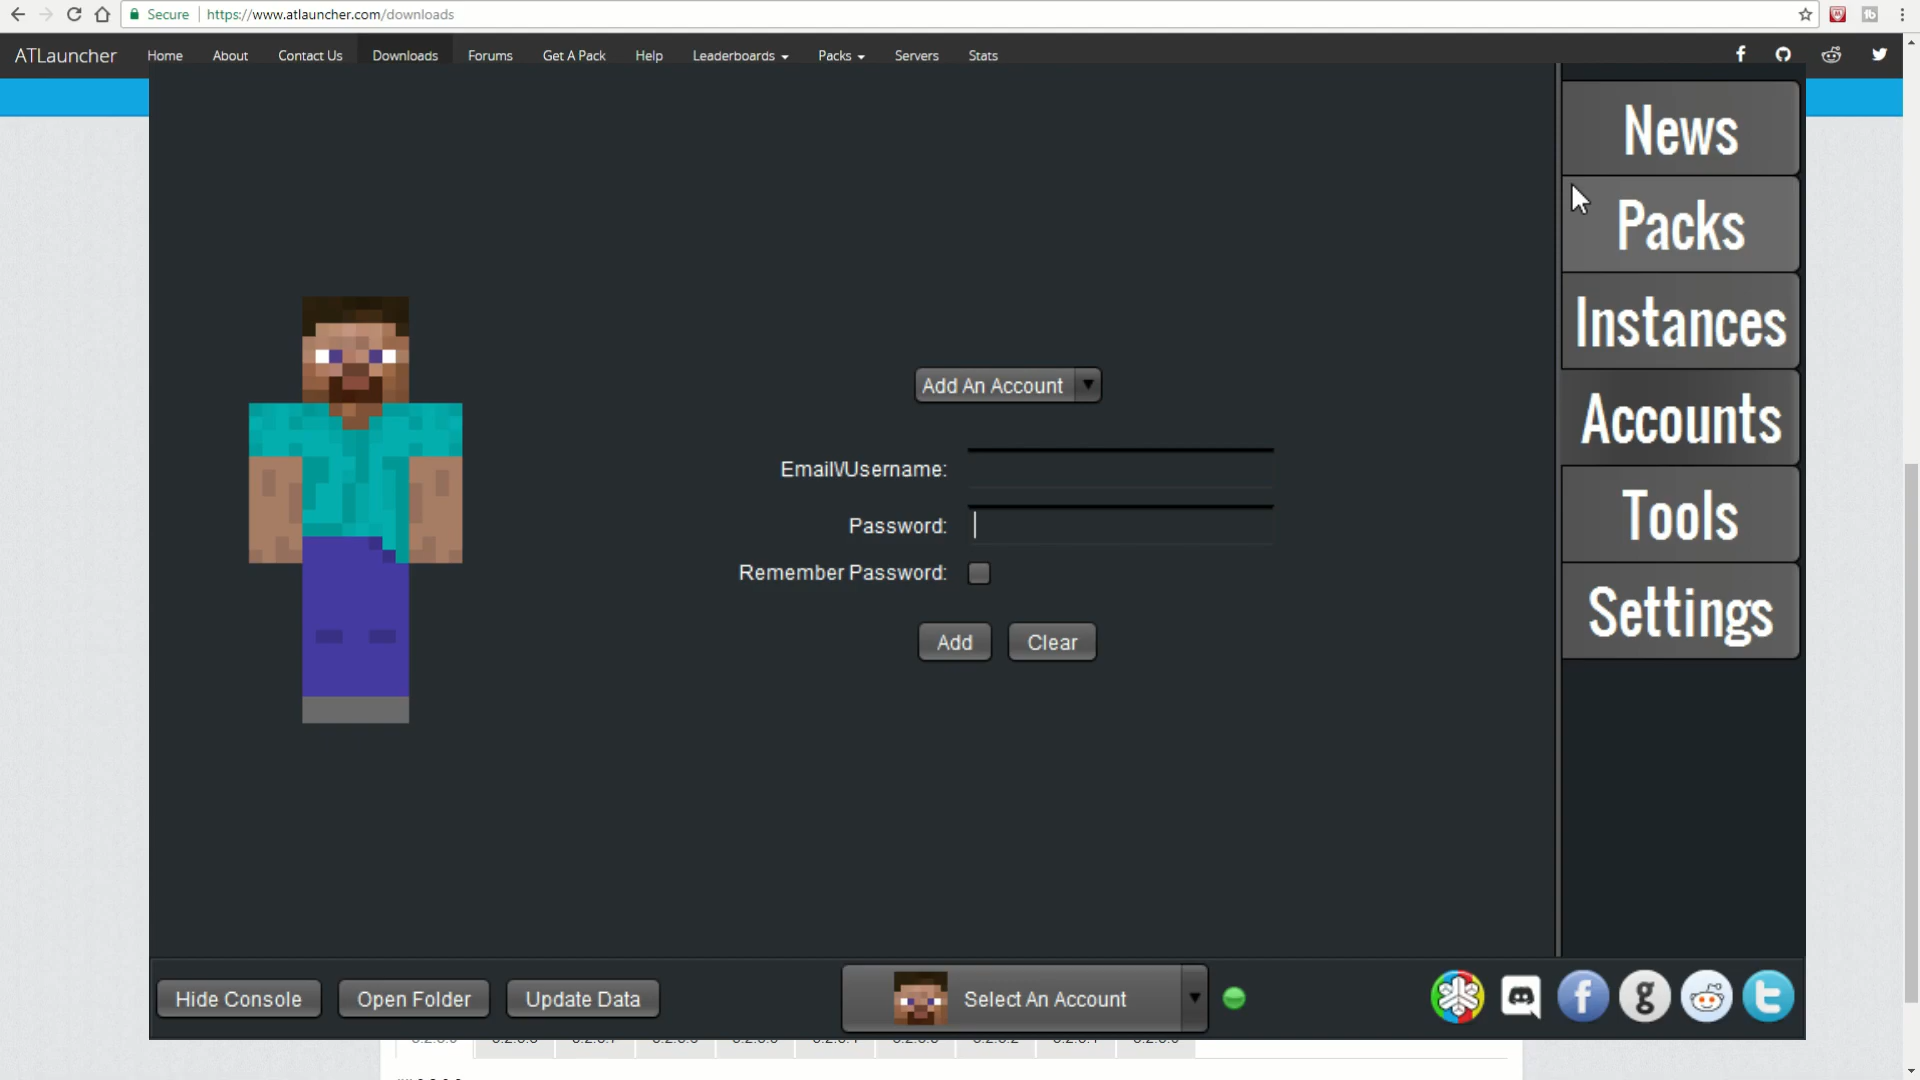 Secure https://www.atlauncher.com/downloads
ATLauncher Home About Contact Us Downloads Forums Get A Pack Help Leaderboards Packs Servers Stats
News
Packs
Instances
Accounts
Tools
Settings
Add An Account
Email\/Username:
Password:
Remember Password:
Add Clear
Hide Console Open Folder Update Data Select An Account